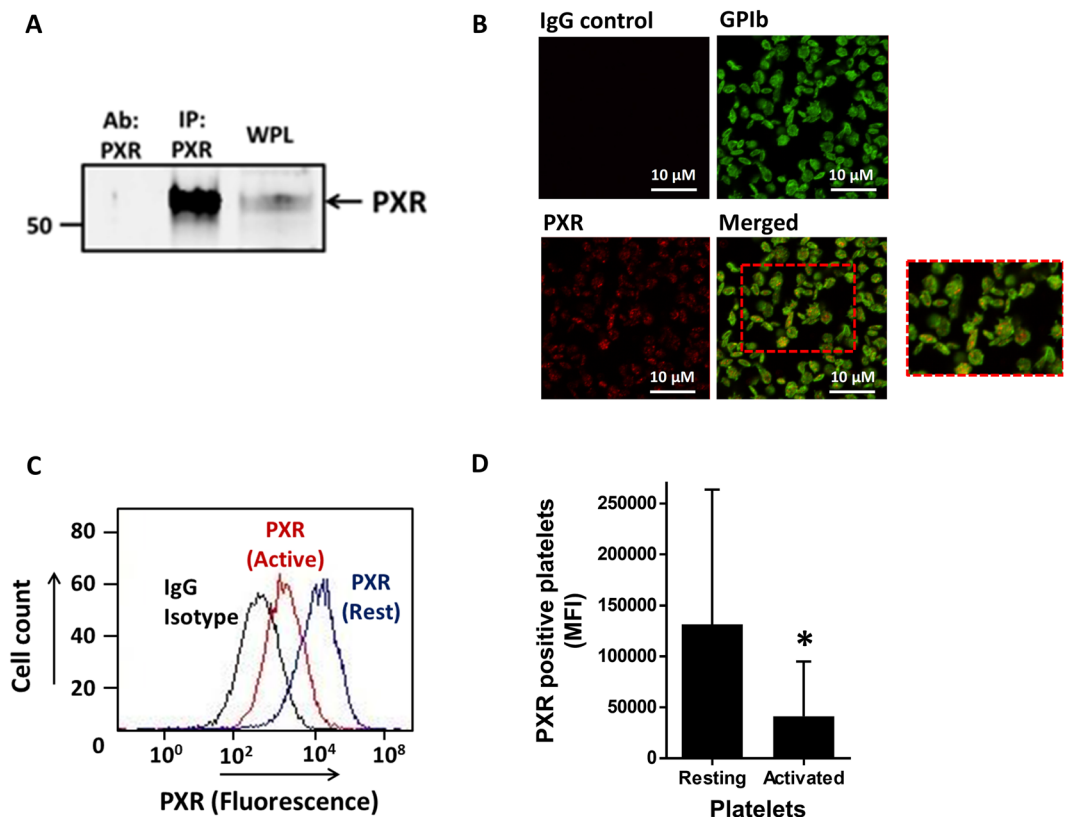 A
Ab:
PXR
IP:
PXR
WPL
50
PXR
B
IgG control
GPIb
10 µM
10 µM
PXR
Merged
10 µM
10 µM
C
Cell count
80
60
40
20
0
IgG
Isotype
PXR
(Active)
PXR
(Rest)
10⁰
10²
10⁴
10⁸
PXR (Fluorescence)
D
PXR positive platelets
(MFI)
250000
200000
150000
100000
50000
0
*
Resting
Activated
Platelets